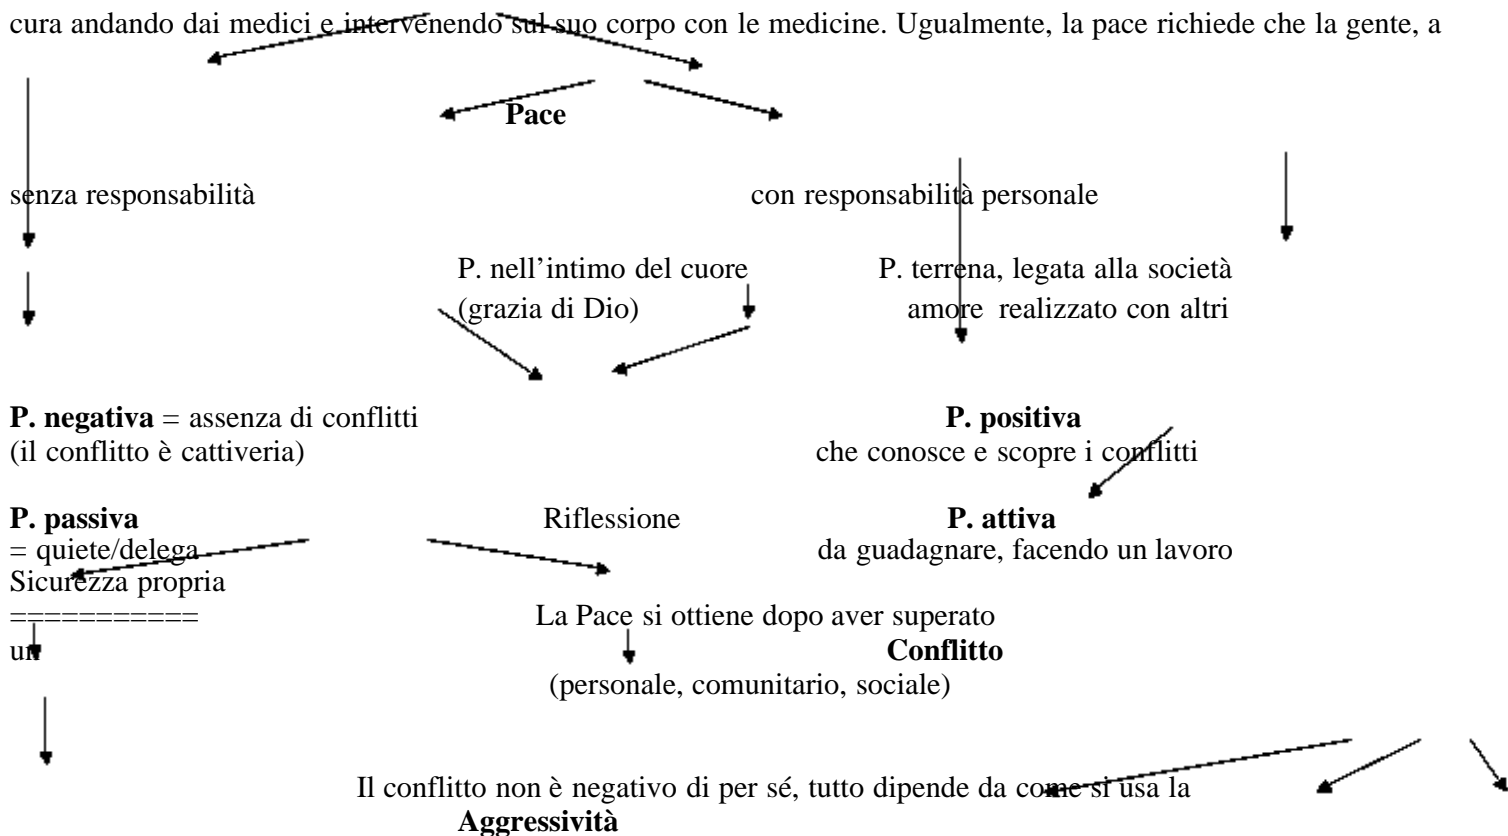 cura andando dai medici e intervenendo sul suo corpo con le medicine. Ugualmente, la pace richiede che la gente, a
Pace
senza responsabilità con responsabilità personale
P. nell’intimo del cuore P. terrena, legata alla società
(grazia di Dio) amore realizzato con altri
P. negativa = assenza di conflitti P. positiva
(il conflitto è cattiveria) che conosce e scopre i conflitti
P. passiva Riflessione P. attiva
= quiete/delega da guadagnare, facendo un lavoro
Sicurezza propria
=========== La Pace si ottiene dopo aver superato
un Conflitto
(personale, comunitario, sociale)
Il conflitto non è negativo di per sé, tutto dipende da come si usa la
Aggressività